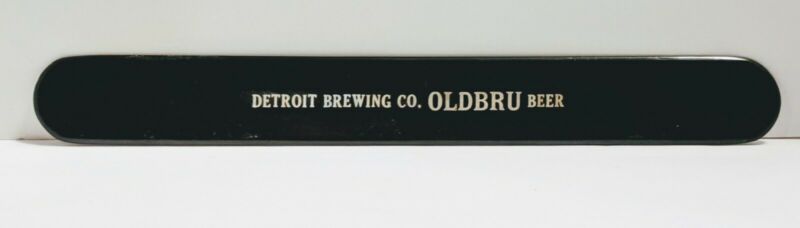 DETROIT BREWING CO. OLDBRU BEER